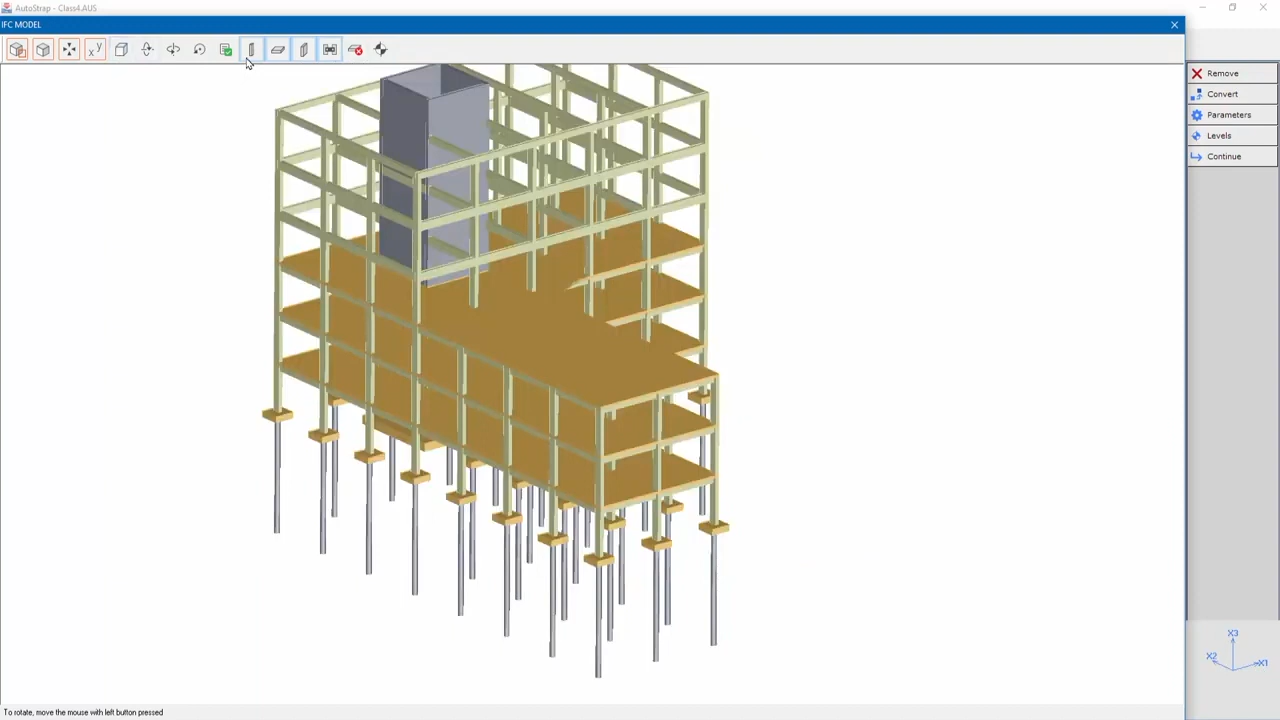 AutoStrap - Class4.AUS
IFC MODEL
x y
Remove
Convert
Parameters
Levels
Continue
X3
X2
X1
To rotate, move the mouse with left button pressed